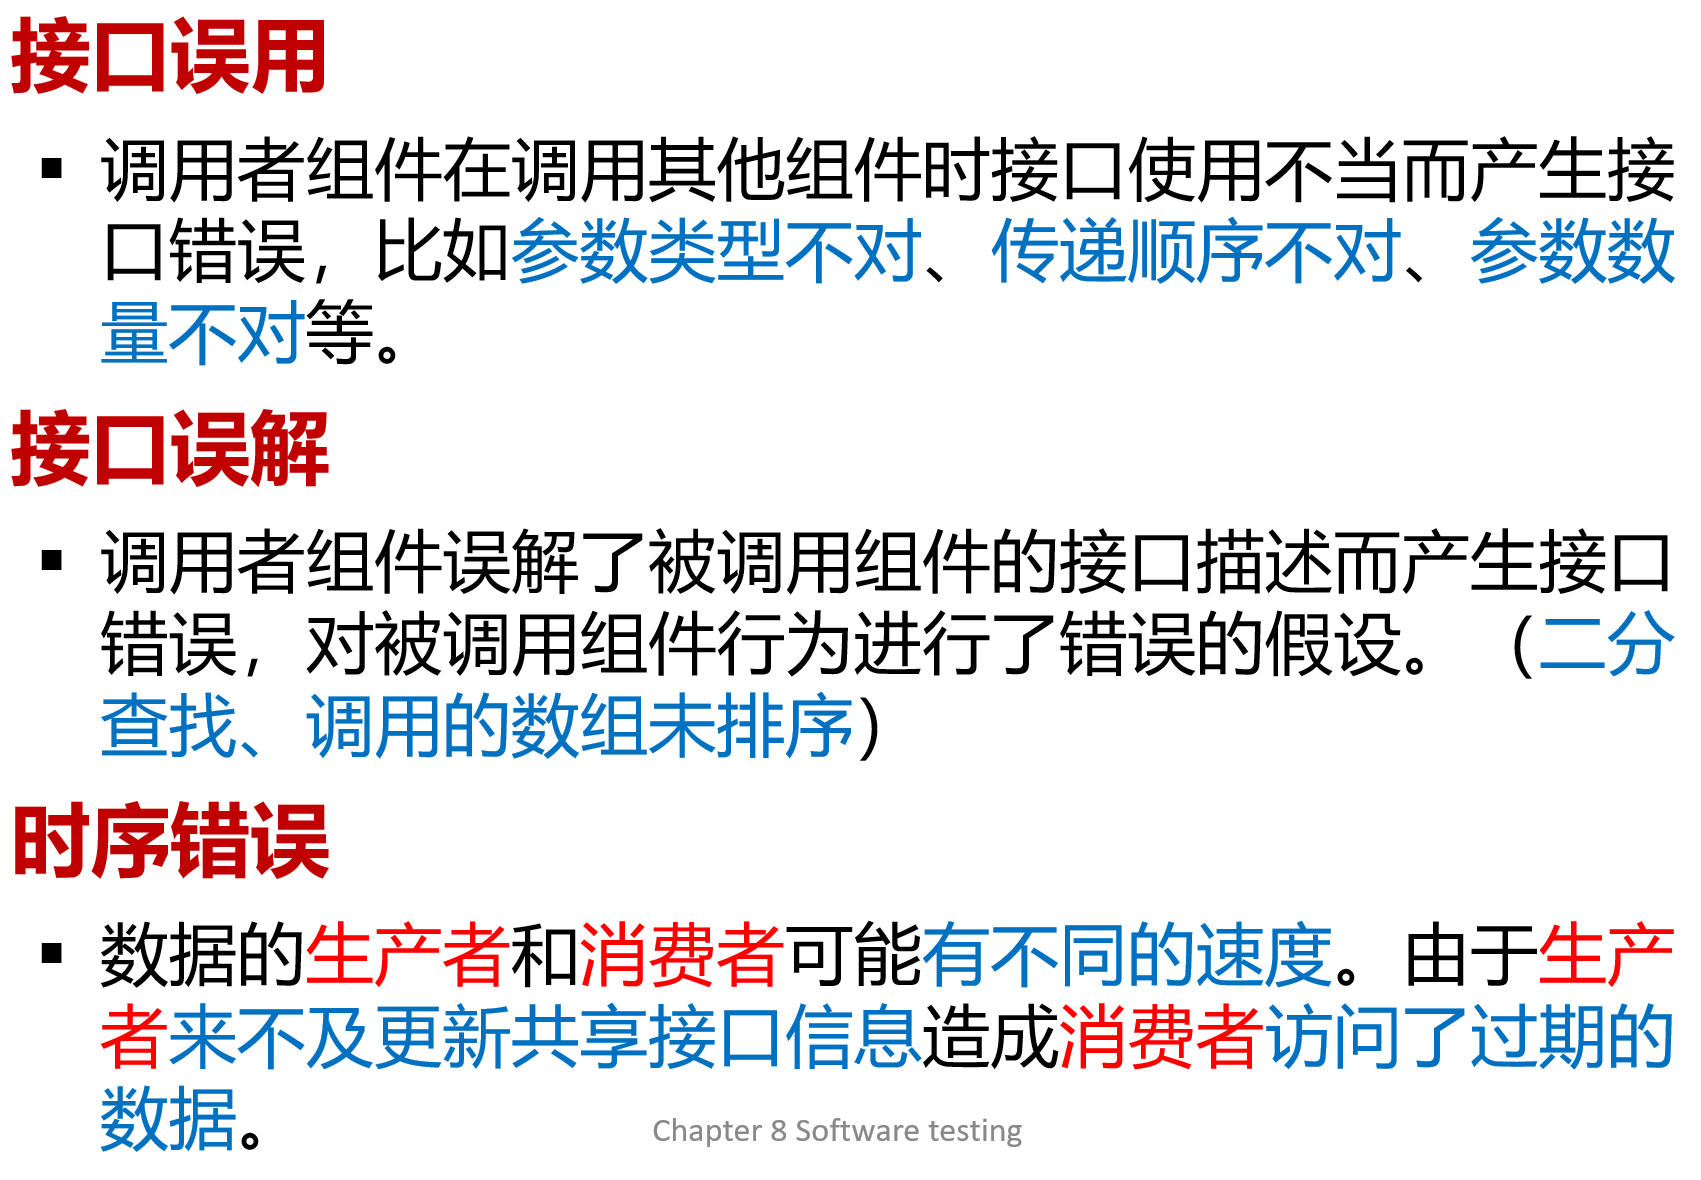 接口误用
▪ 调用者组件在调用其他组件时接口使用不当而产生接
口错误，比如参数类型不对、传递顺序不对、参数数
量不对等。
接口误解
▪ 调用者组件误解了被调用组件的接口描述而产生接口
错误，对被调用组件行为进行了错误的假设。（二分
查找、调用的数组未排序）
时序错误
▪ 数据的生产者和消费者可能有不同的速度。由于生产
者来不及更新共享接口信息造成消费者访问了过期的
数据。
Chapter 8 Software testing